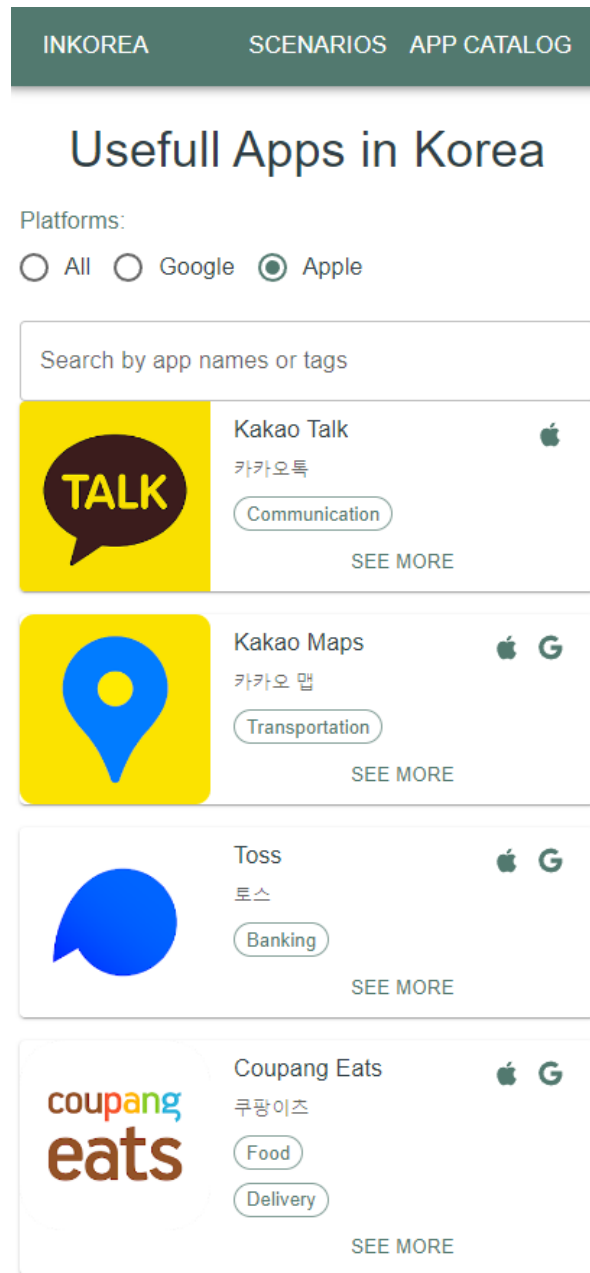 INKOREA SCENARIOS APP CATALOG
Usefull Apps in Korea
Platforms:
All Google Apple
Search by app names or tags
TALK
Kakao Talk
카카오톡
Communication
SEE MORE
Kakao Maps
카카오 맵
Transportation
SEE MORE
Toss
토스
Banking
SEE MORE
coupang
eats
Coupang Eats
쿠팡이츠
Food
Delivery
SEE MORE